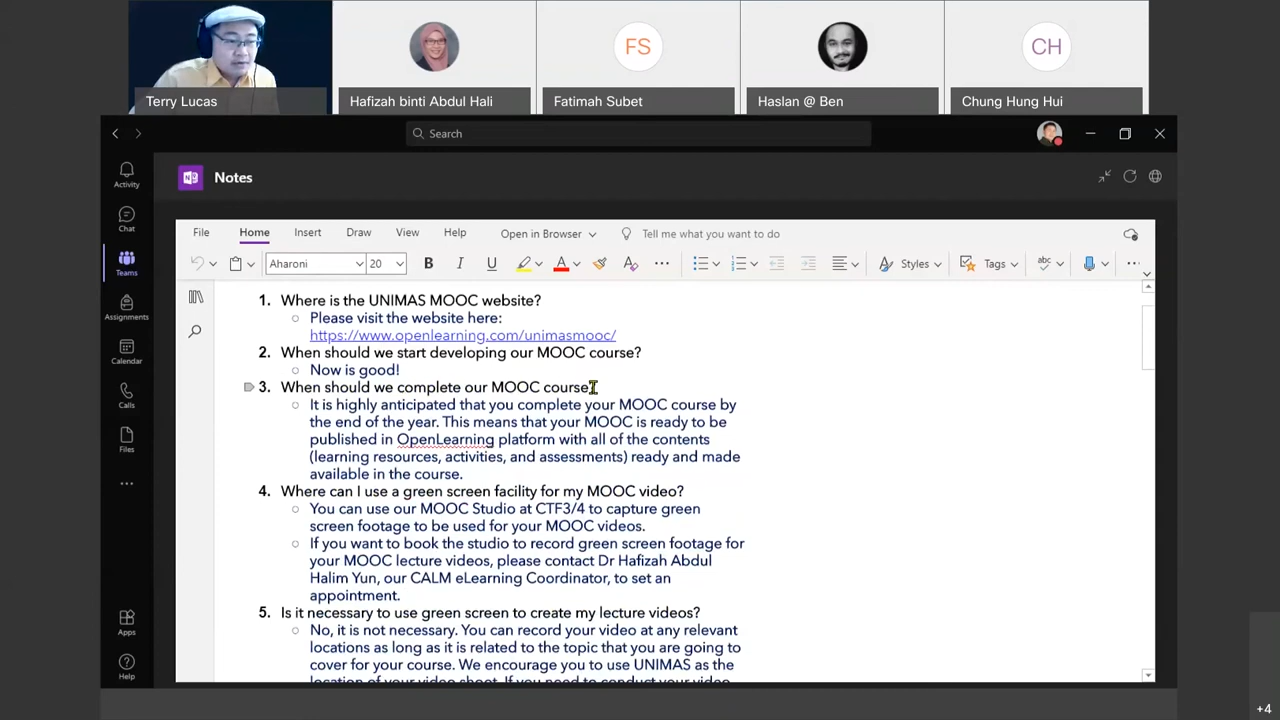 FS
CH
Terry Lucas
Hafizah binti Abdul Hali
Fatimah Subet
Haslan @ Ben
Chung Hung Hui
Search
Activity
Chat
Teams
Assignments
Calendar
Calls
Files
Apps
Help
Notes
File Home Insert Draw View Help Open in Browser Tell me what you want to do
Aharoni 20 B I U A A Styles Tags abc
1. Where is the UNIMAS MOOC website?
Please visit the website here:
https://www.openlearning.com/unimasmooc/
2. When should we start developing our MOOC course?
Now is good!
3. When should we complete our MOOC course?
It is highly anticipated that you complete your MOOC course by
the end of the year. This means that your MOOC is ready to be
published in OpenLearning platform with all of the contents
(learning resources, activities, and assessments) ready and made
available in the course.
4. Where can I use a green screen facility for my MOOC video?
You can use our MOOC Studio at CTF3/4 to capture green
screen footage to be used for your MOOC videos.
If you want to book the studio to record green screen footage for
your MOOC lecture videos, please contact Dr Hafizah Abdul
Halim Yun, our CALM eLearning Coordinator, to set an
appointment.
5. Is it necessary to use green screen to create my lecture videos?
No, it is not necessary. You can record your video at any relevant
locations as long as it is related to the topic that you are going to
cover for your course. We encourage you to use UNIMAS as the
location of your video shoot. If you need to conduct your video
+4